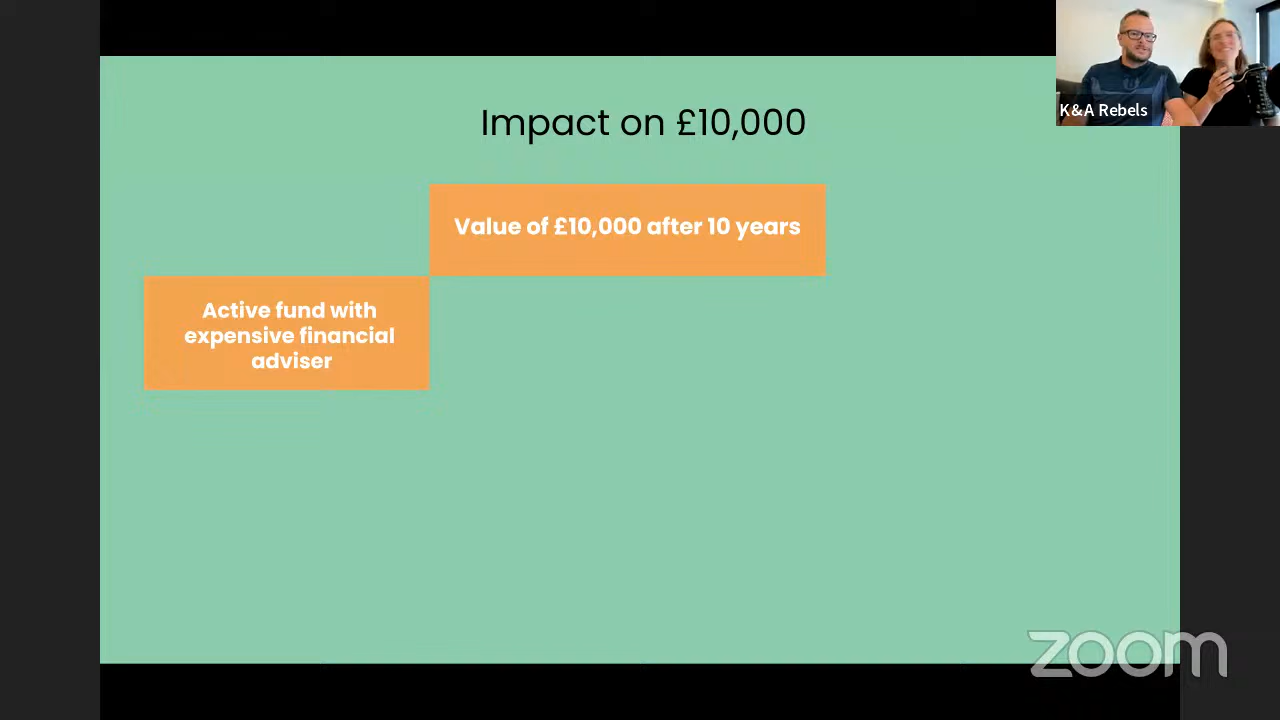 K&A Rebels
Impact on £10,000
Value of £10,000 after 10 years
Active fund with
expensive financial
adviser
zoom